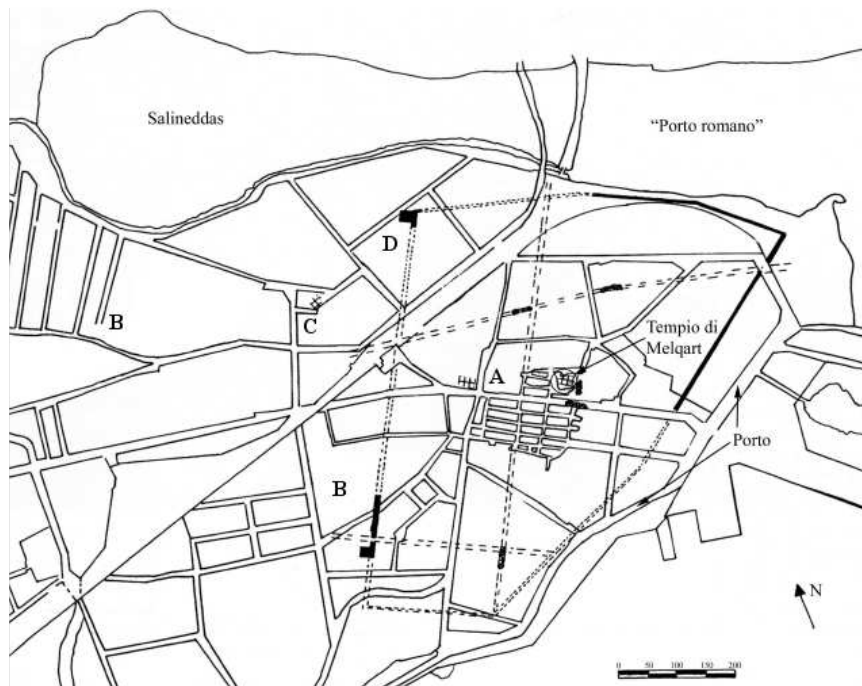 Salineddas
“Porto romano”
D
B
C
Tempio di
Melqart
A
Porto
B
N
0 50 100 150 200